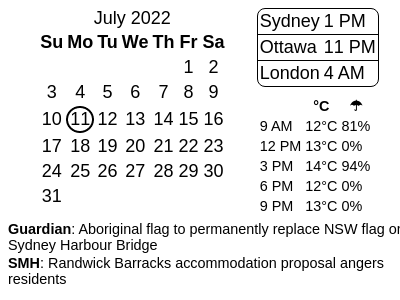 July 2022
Su Mo Tu We Th Fr Sa
1 2
3 4 5 6 7 8 9
10 11 12 13 14 15 16
17 18 19 20 21 22 23
24 25 26 27 28 29 30
31
Sydney 1 PM
Ottawa 11 PM
London 4 AM
°C ☂
9 AM 12°C 81%
12 PM 13°C 0%
3 PM 14°C 94%
6 PM 12°C 0%
9 PM 13°C 0%
Guardian: Aboriginal flag to permanently replace NSW flag on
Sydney Harbour Bridge
SMH: Randwick Barracks accommodation proposal angers
residents